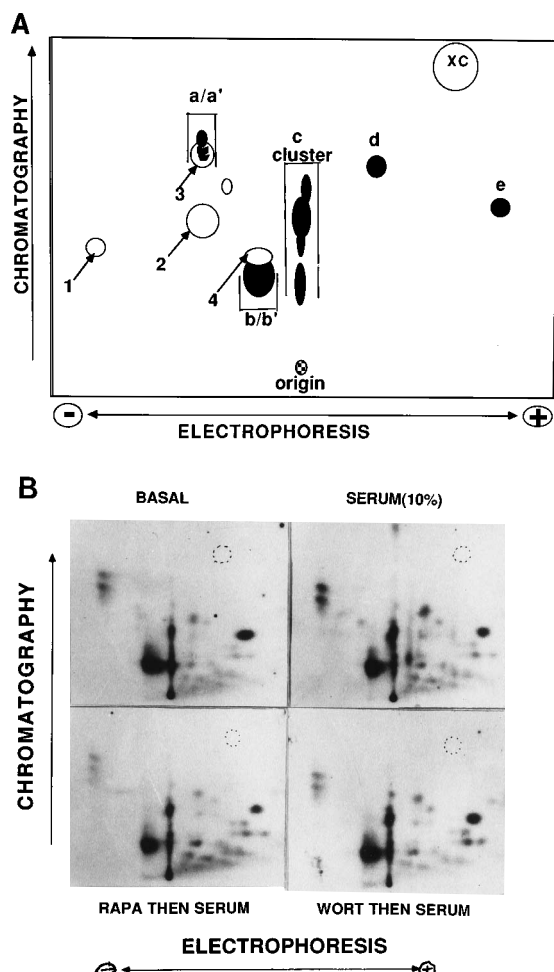 A
CHROMATOGRAPHY
xc
a/a'
c
cluster
d
e
3
2
1
4
b/b'
origin
-
+
ELECTROPHORESIS
B
BASAL
SERUM(10%)
CHROMATOGRAPHY
RAPA THEN SERUM
WORT THEN SERUM
ELECTROPHORESIS
-
+